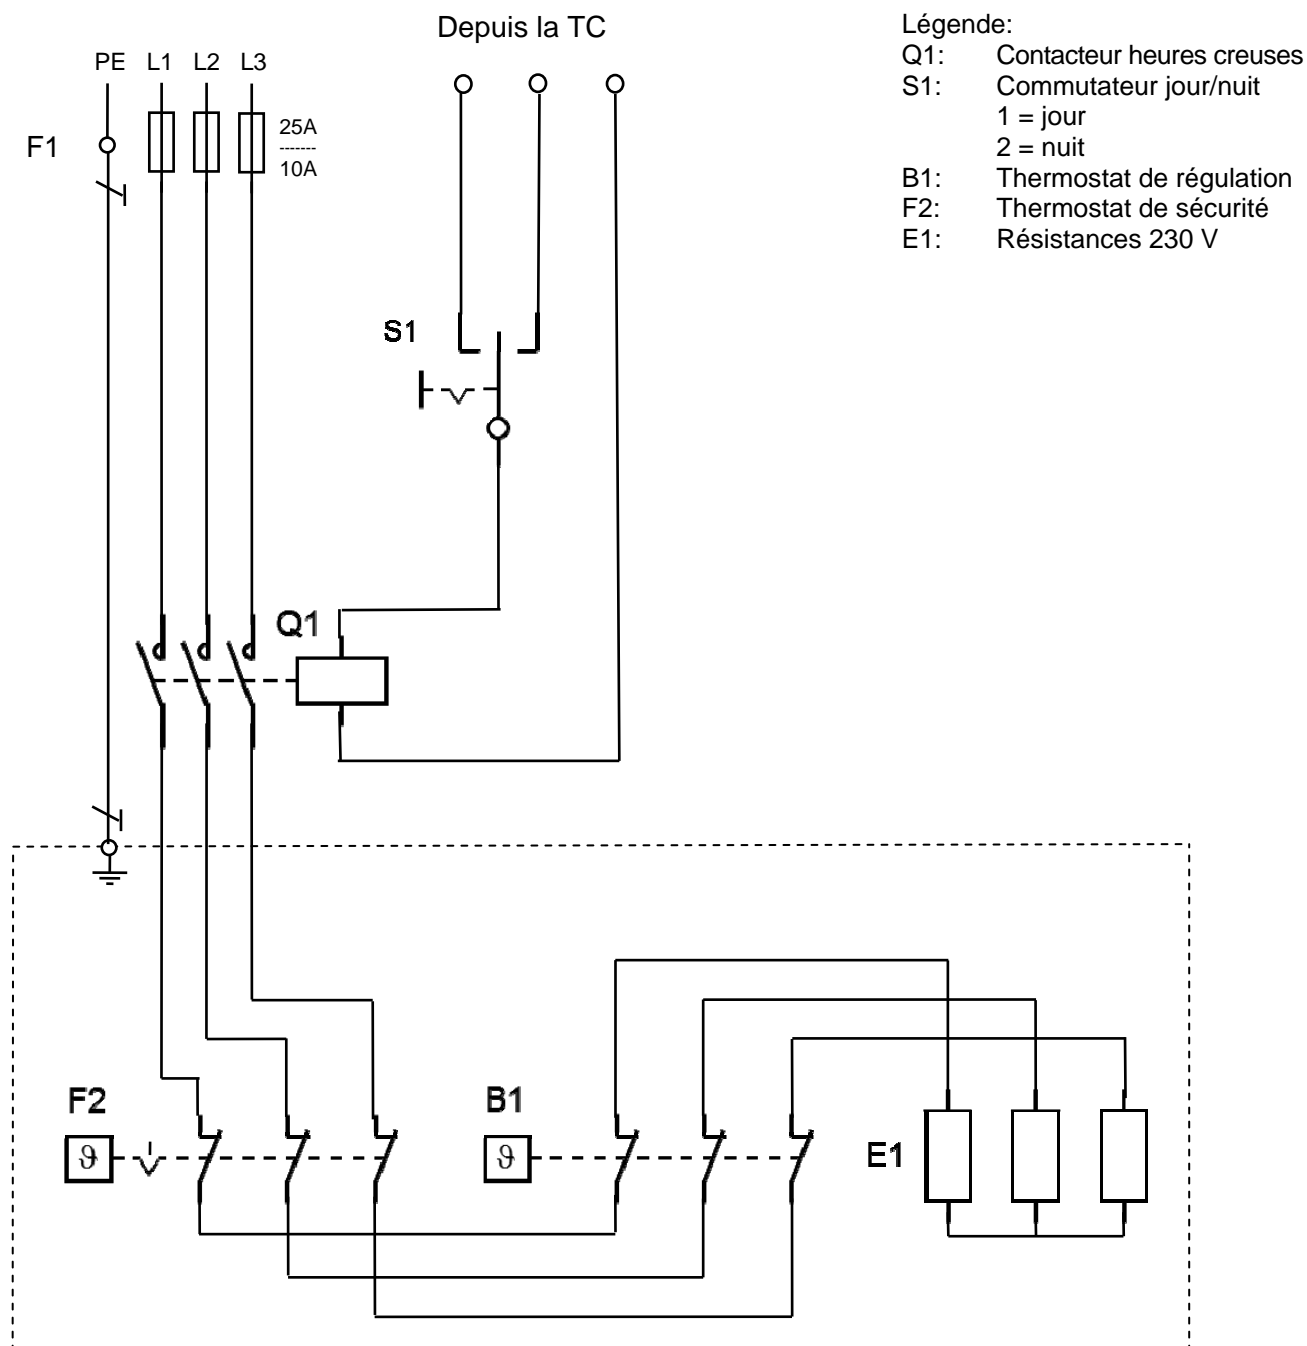 Depuis la TC
Légende:
Q1: Contacteur heures creuses
S1: Commutateur jour/nuit
1 = jour
2 = nuit
B1: Thermostat de régulation
F2: Thermostat de sécurité
E1: Résistances 230 V
PE L1 L2 L3
F1
25A
-------
10A
S1
Q1
F2
ϑ
B1
ϑ
E1